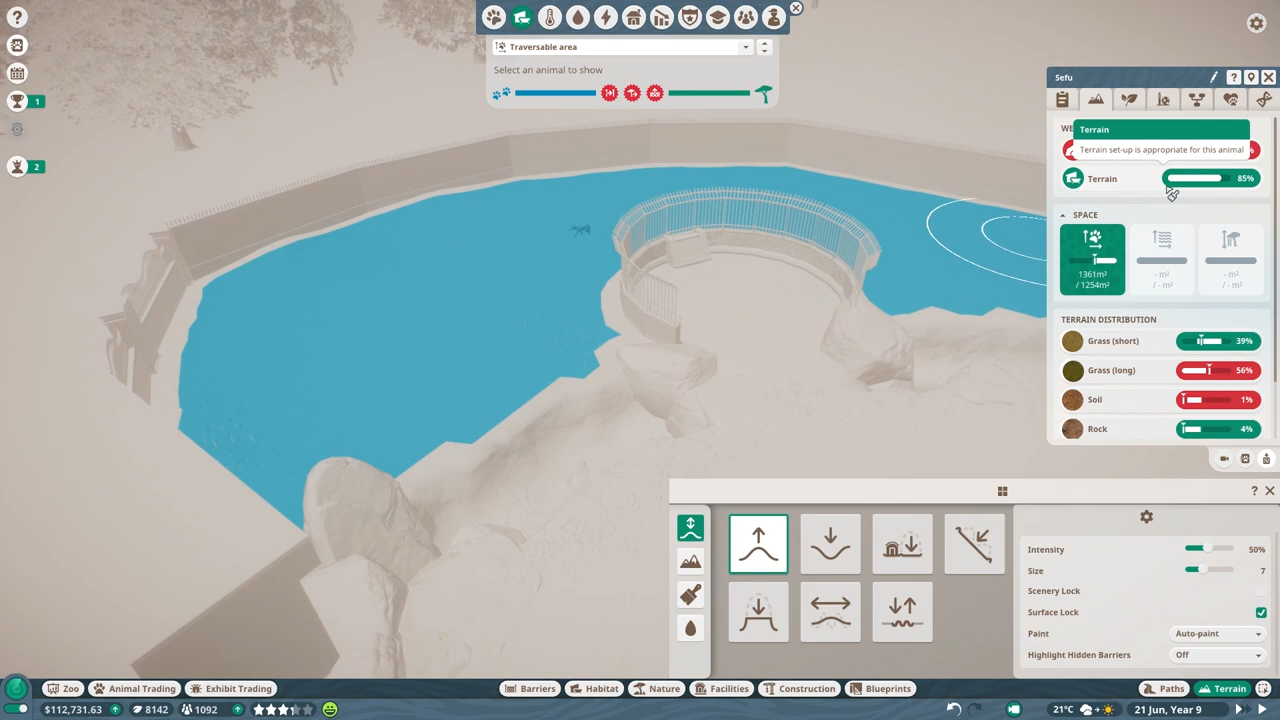 Traversable area
Select an animal to show
1
2
Sefu
?
WE
Terrain
Terrain set-up is appropriate for this animal
%
Terrain
85%
SPACE
1361m²
/ 1254m²
- m²
/ - m²
- m²
/ - m²
TERRAIN DISTRIBUTION
Grass (short)
39%
Grass (long)
56%
Soil
1%
Rock
4%
?
Intensity
50%
Size
7
Scenery Lock
Surface Lock
Paint
Auto-paint
Highlight Hidden Barriers
Off
Zoo
Animal Trading
Exhibit Trading
Barriers
Habitat
Nature
Facilities
Construction
Blueprints
Paths
Terrain
$112,731.63
8142
1092
21°C
21 Jun, Year 9